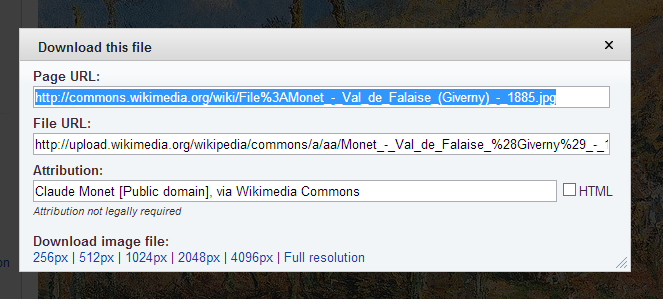 Download this file
Page URL:
http://commons.wikimedia.org/wiki/File%3AMonet_-_Val_de_Falaise_(Giverny)_-_1885.jpg
File URL:
http://upload.wikimedia.org/wikipedia/commons/a/aa/Monet_-_Val_de_Falaise_%28Giverny%29_-_1
Attribution:
Claude Monet [Public domain], via Wikimedia Commons
HTML
Attribution not legally required
Download image file:
256px | 512px | 1024px | 2048px | 4096px | Full resolution